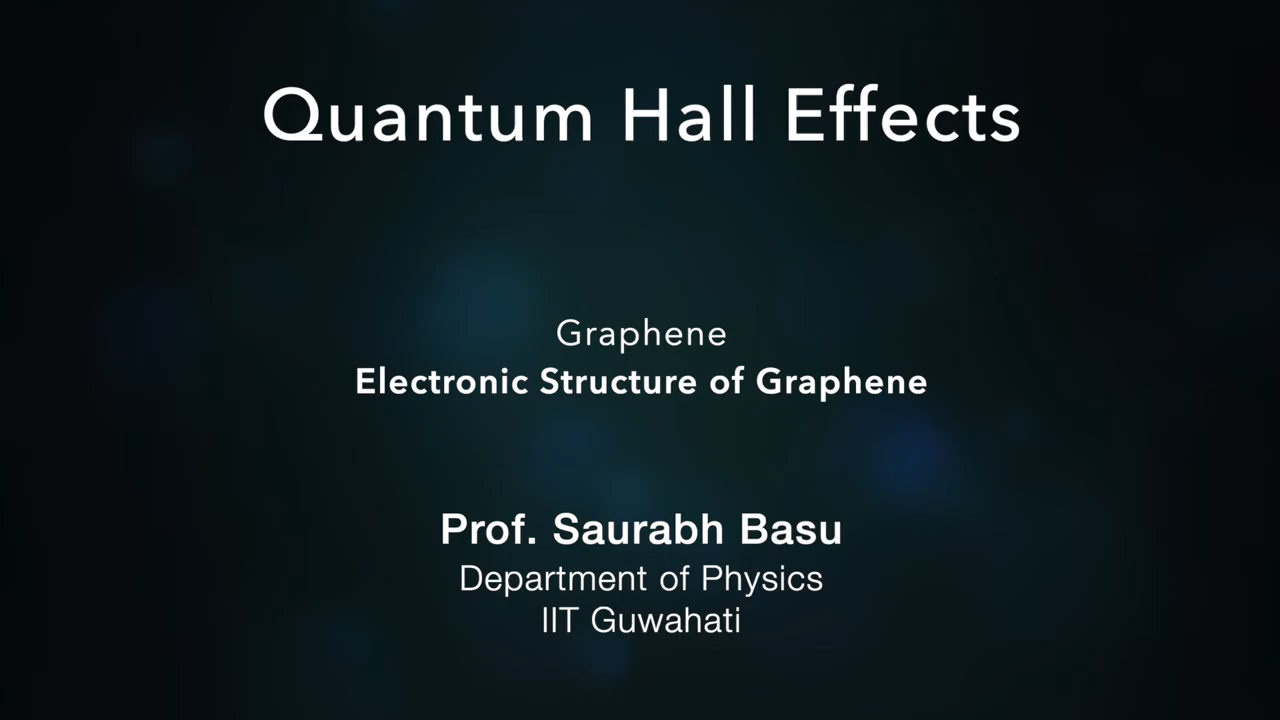 Quantum Hall Effects
Graphene
Electronic Structure of Graphene
Prof. Saurabh Basu
Department of Physics
IIT Guwahati